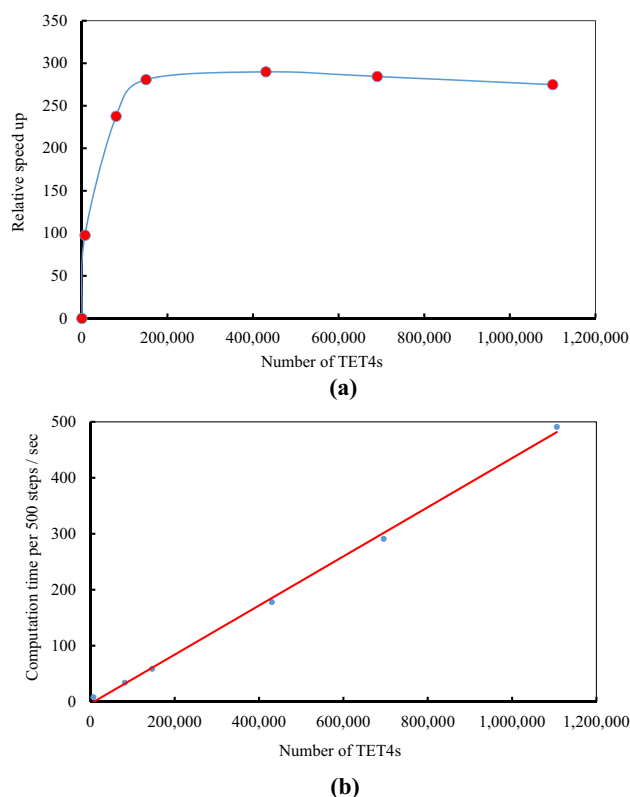 350
300
250
200
150
100
50
0
Relative speed up
0 200,000 400,000 600,000 800,000 1,000,000 1,200,000
Number of TET4s
(a)
500
400
300
200
100
0
Computation time per 500 steps / sec
0 200,000 400,000 600,000 800,000 1,000,000 1,200,000
Number of TET4s
(b)